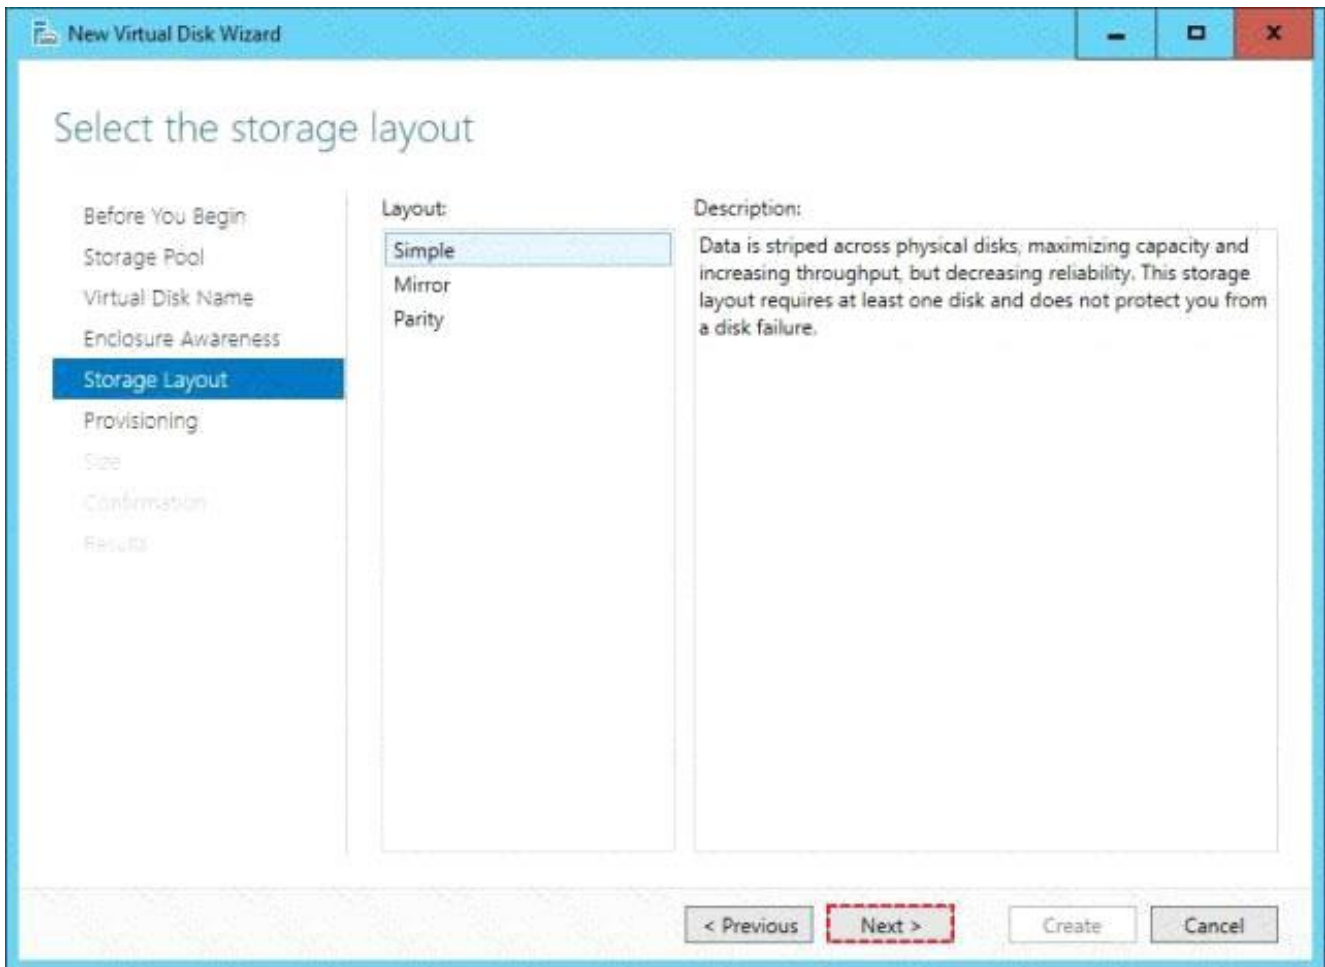 New Virtual Disk Wizard
Select the storage layout
Before You Begin
Storage Pool
Virtual Disk Name
Enclosure Awareness
Storage Layout
Provisioning
Size
Confirmation
Results
Layout:
Simple
Mirror
Parity
Description:
Data is striped across physical disks, maximizing capacity and
increasing throughput, but decreasing reliability. This storage
layout requires at least one disk and does not protect you from
a disk failure.
< Previous
Next >
Create
Cancel